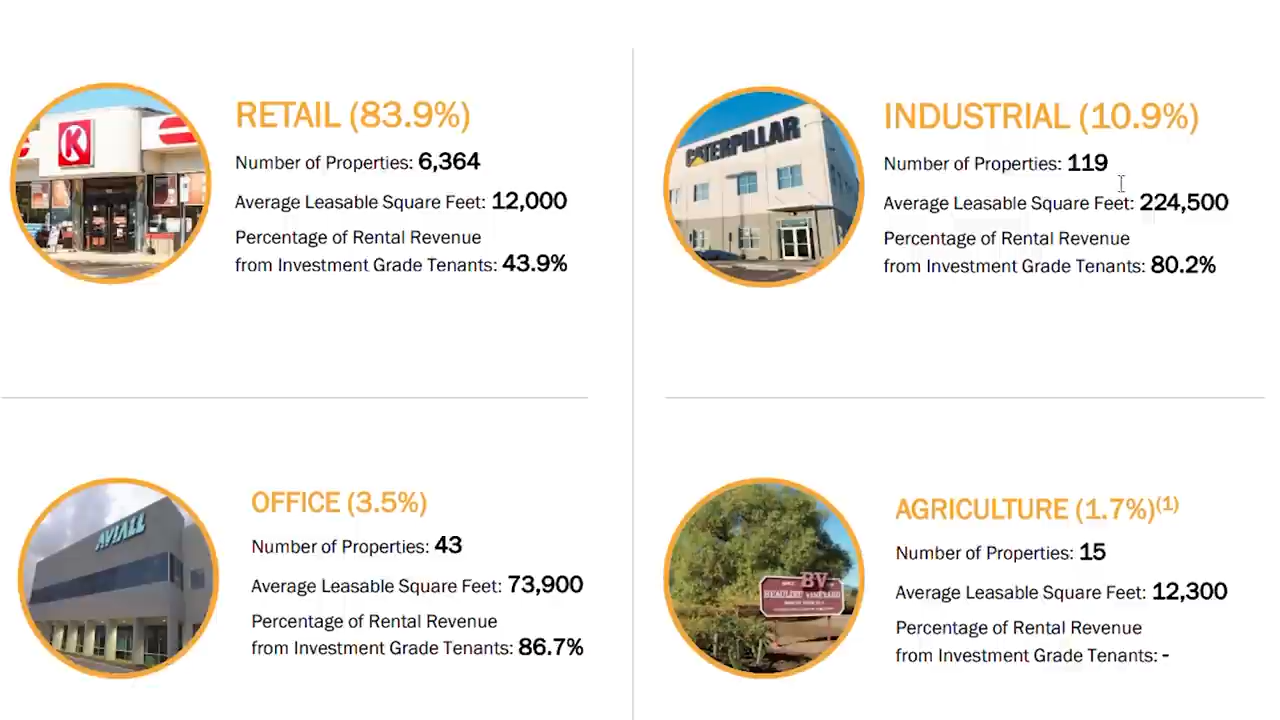 RETAIL (83.9%)
Number of Properties: 6,364
Average Leasable Square Feet: 12,000
Percentage of Rental Revenue
from Investment Grade Tenants: 43.9%
K
INDUSTRIAL (10.9%)
Number of Properties: 119
Average Leasable Square Feet: 224,500
Percentage of Rental Revenue
from Investment Grade Tenants: 80.2%
CATERPILLAR
OFFICE (3.5%)
Number of Properties: 43
Average Leasable Square Feet: 73,900
Percentage of Rental Revenue
from Investment Grade Tenants: 86.7%
AVIALL
AGRICULTURE (1.7%)(1)
Number of Properties: 15
Average Leasable Square Feet: 12,300
Percentage of Rental Revenue
from Investment Grade Tenants: -
BV
BEAULIEU VINEYARD